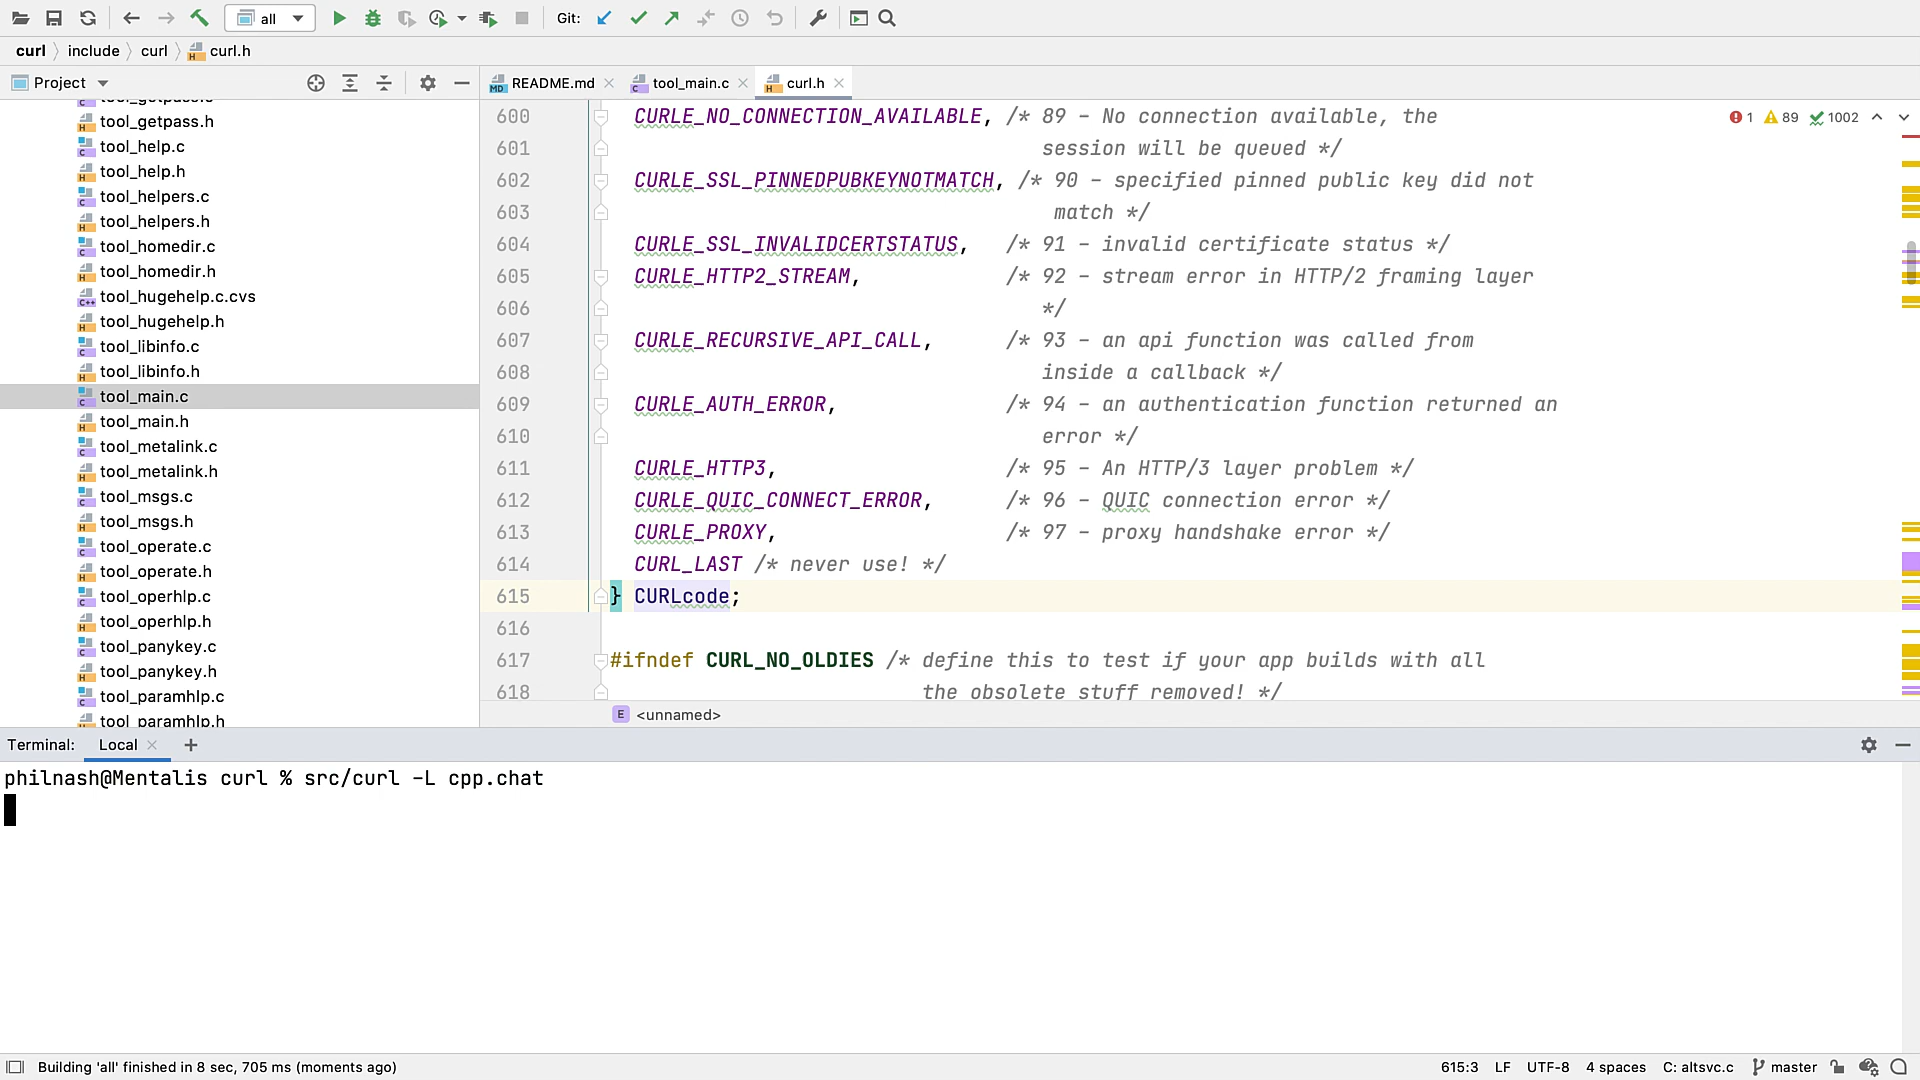 all
Git:
curl
include
curl
curl.h
Project
README.md
tool_main.c
curl.h
tool_getpass.c
tool_getpass.h
tool_help.c
tool_help.h
tool_helpers.c
tool_helpers.h
tool_homedir.c
tool_homedir.h
tool_hugehelp.c.cvs
tool_hugehelp.h
tool_libinfo.c
tool_libinfo.h
tool_main.c
tool_main.h
tool_metalink.c
tool_metalink.h
tool_msgs.c
tool_msgs.h
tool_operate.c
tool_operate.h
tool_operhlp.c
tool_operhlp.h
tool_panykey.c
tool_panykey.h
tool_paramhlp.c
tool_paramhlp.h
1 89 1002
600 CURLE_NO_CONNECTION_AVAILABLE, /* 89 - No connection available, the
601 session will be queued */
602 CURLE_SSL_PINNEDPUBKEYNOTMATCH, /* 90 - specified pinned public key did not
603 match */
604 CURLE_SSL_INVALIDCERTSTATUS, /* 91 - invalid certificate status */
605 CURLE_HTTP2_STREAM, /* 92 - stream error in HTTP/2 framing layer
606 */
607 CURLE_RECURSIVE_API_CALL, /* 93 - an api function was called from
608 inside a callback */
609 CURLE_AUTH_ERROR, /* 94 - an authentication function returned an
610 error */
611 CURLE_HTTP3, /* 95 - An HTTP/3 layer problem */
612 CURLE_QUIC_CONNECT_ERROR, /* 96 - QUIC connection error */
613 CURLE_PROXY, /* 97 - proxy handshake error */
614 CURL_LAST /* never use! */
615 } CURLcode;
616
617 #ifndef CURL_NO_OLDIES /* define this to test if your app builds with all
618 the obsolete stuff removed! */
E <unnamed>
Terminal: Local
philnash@Mentalis curl % src/curl -L cpp.chat
Building 'all' finished in 8 sec, 705 ms (moments ago)
615:3 LF UTF-8 4 spaces C: altsvc.c master